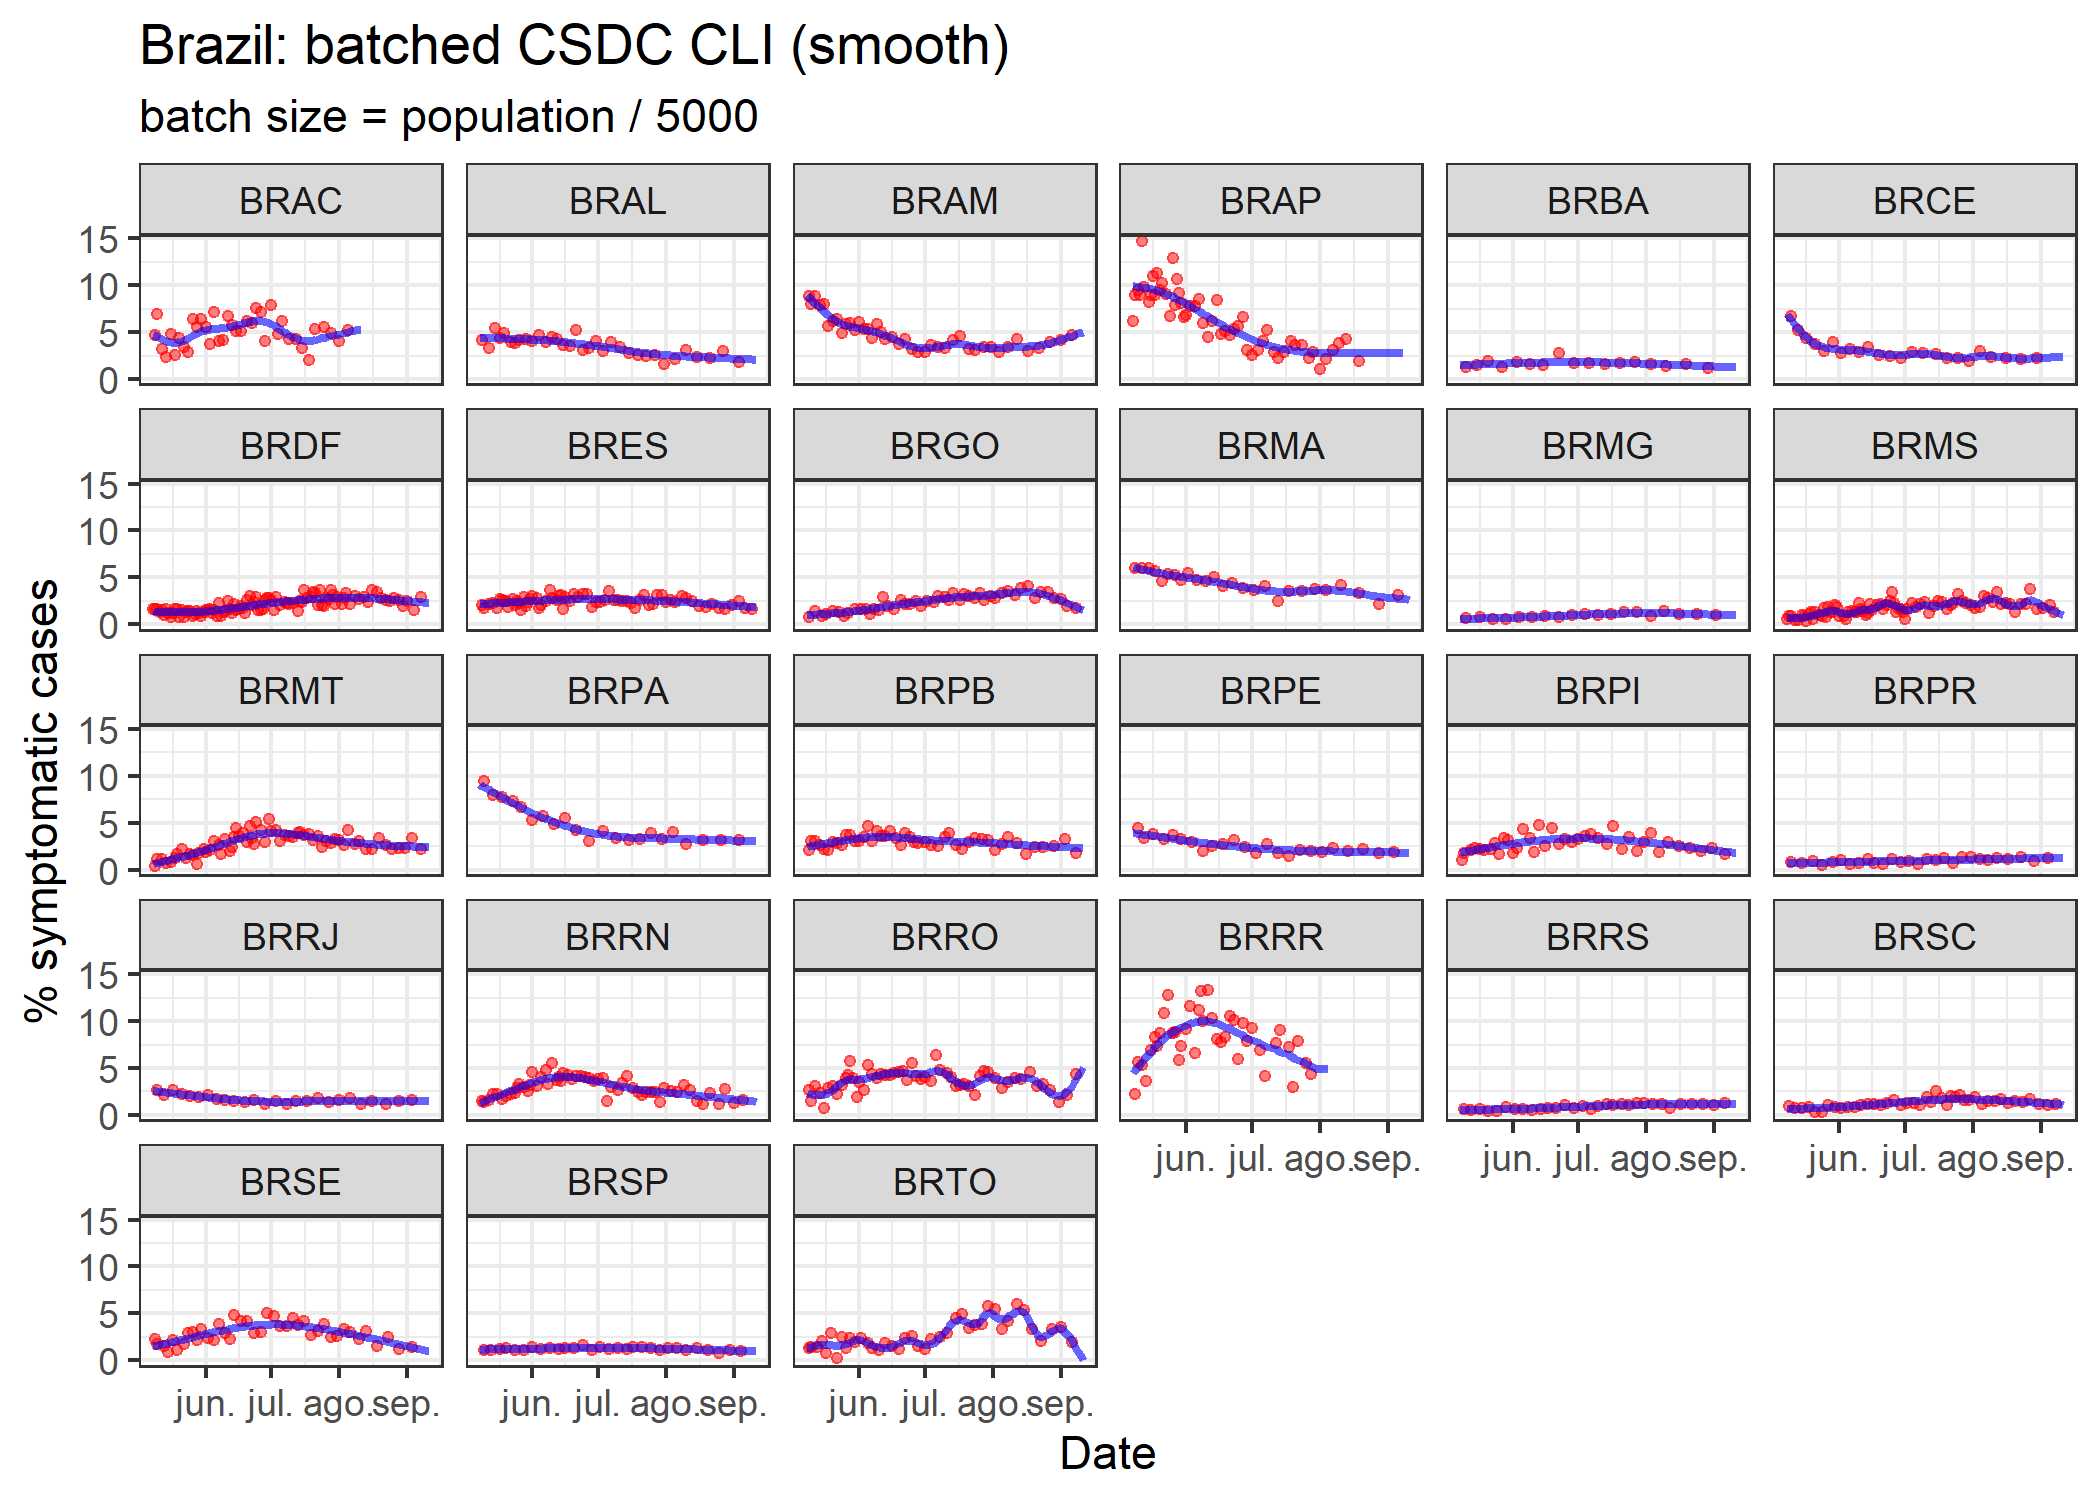 Brazil: batched CSDC CLI (smooth)
batch size = population / 5000
BRAC BRAL BRAM BRAP BRBA BRCE
15
10
5
0
BRDF BRES BRGO BRMA BRMG BRMS
15
10
5
0
% symptomatic cases
BRMT BRPA BRPB BRPE BRPI BRPR
15
10
5
0
BRRJ BRRN BRRO BRRR BRRS BRSC
15
10
5
0
jun. jul. ago. sep. jun. jul. ago. sep. jun. jul. ago. sep.
BRSE BRSP BRTO
15
10
5
0
jun. jul. ago. sep. jun. jul. ago. sep. jun. jul. ago. sep.
Date